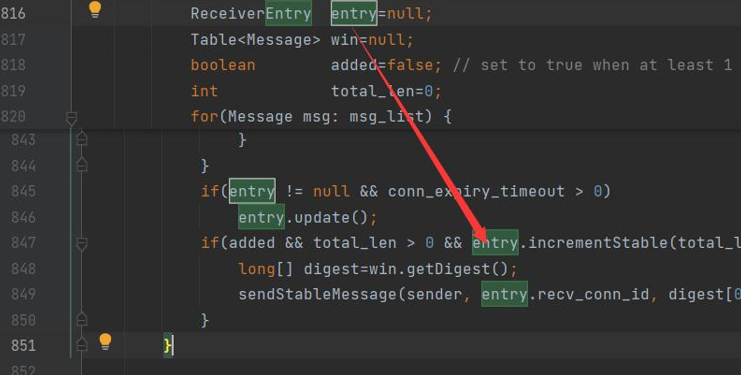 816 ReceiverEntry entry=null;
817 Table<Message> win=null;
818 boolean added=false; // set to true when at least 1
819 int total_len=0;
820 for(Message msg: msg_list) {
843 }
844 }
845 if(entry != null && conn_expiry_timeout > 0)
846 entry.update();
847 if(added && total_len > 0 && entry.incrementStable(total_l
848 long[] digest=win.getDigest();
849 sendStableMessage(sender, entry.recv_conn_id, digest[0
850 }
851 }
852